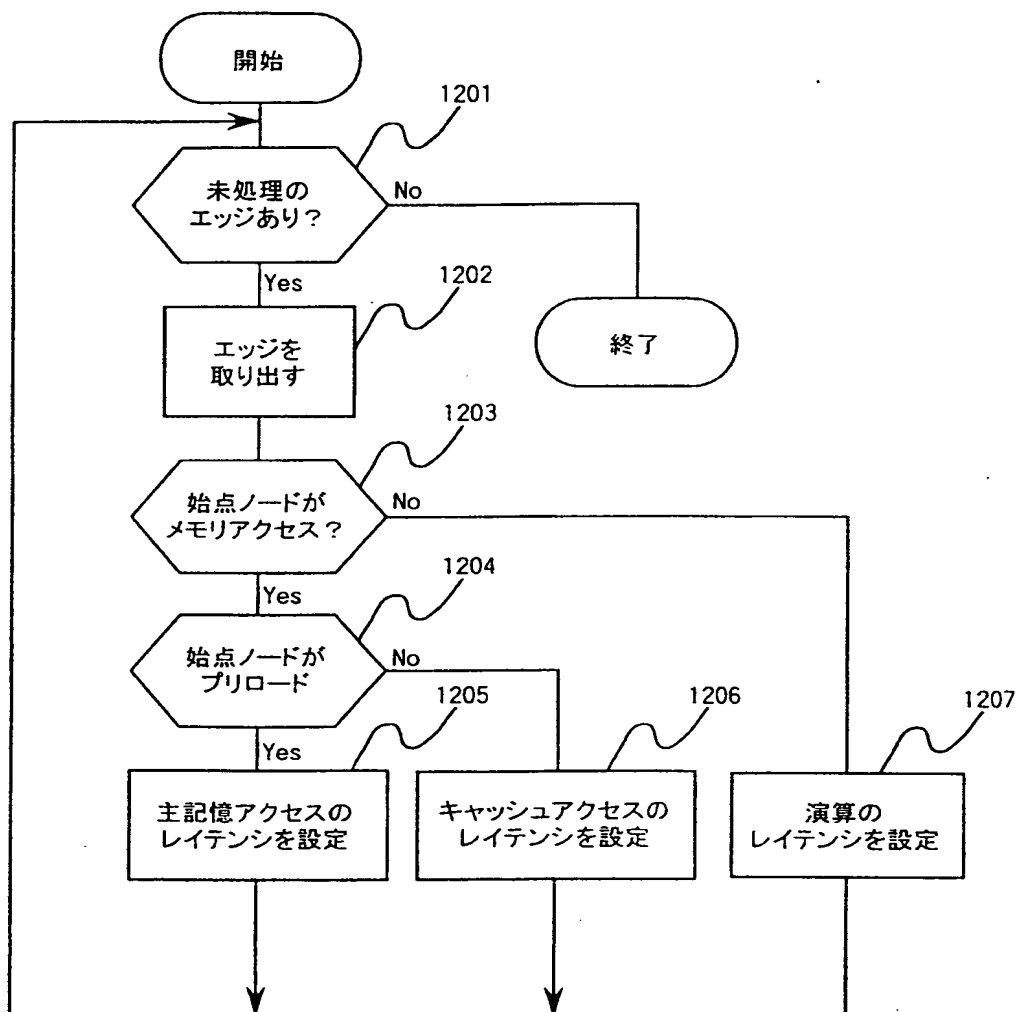 開始
1201
未処理の
エッジあり?
No
Yes
1202
エッジを
取り出す
終了
1203
始点ノードが
メモリアクセス?
No
Yes
1204
始点ノードが
プリロード
No
Yes
1205
主記憶アクセスの
レイテンシを設定
1206
キャッシュアクセスの
レイテンシを設定
1207
演算の
レイテンシを設定